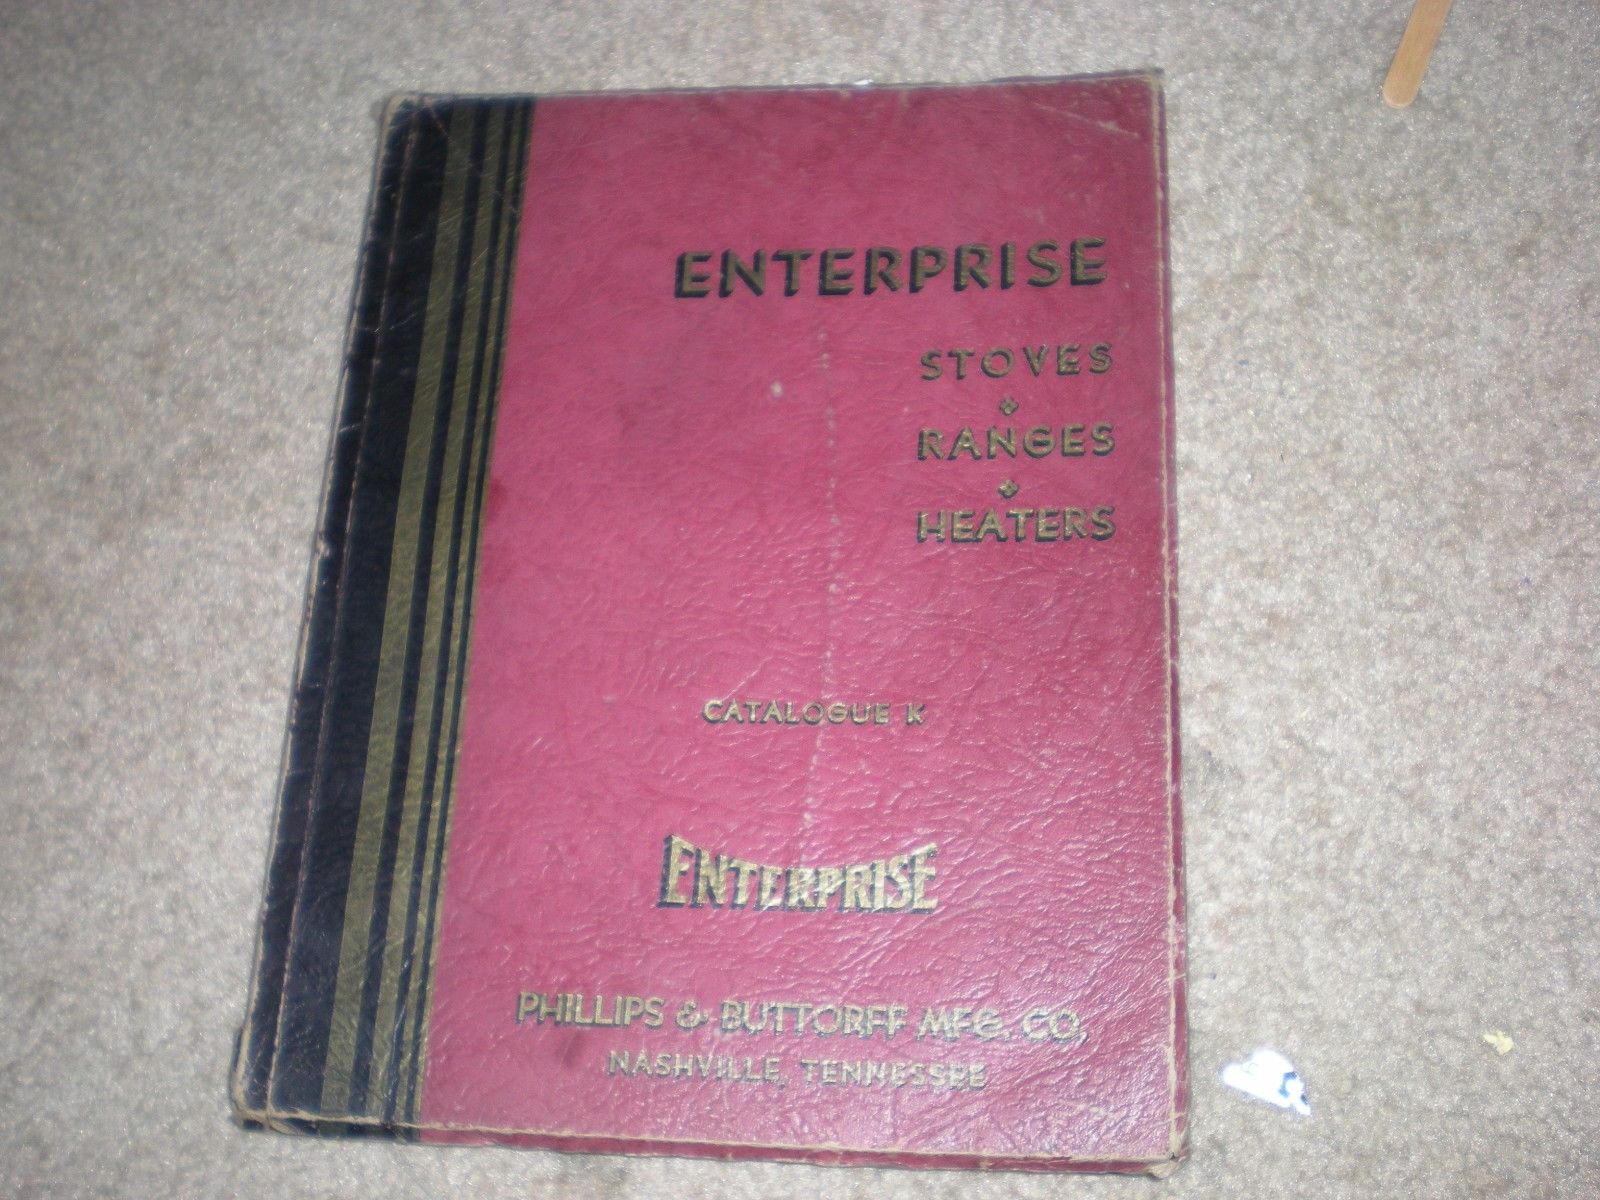 ENTERPRISE
STOVES
RANGES
HEATERS
CATALOGUE K
ENTERPRISE
PHILLIPS & BUTTORFF MFG. CO.
NASHVILLE, TENNESSEE